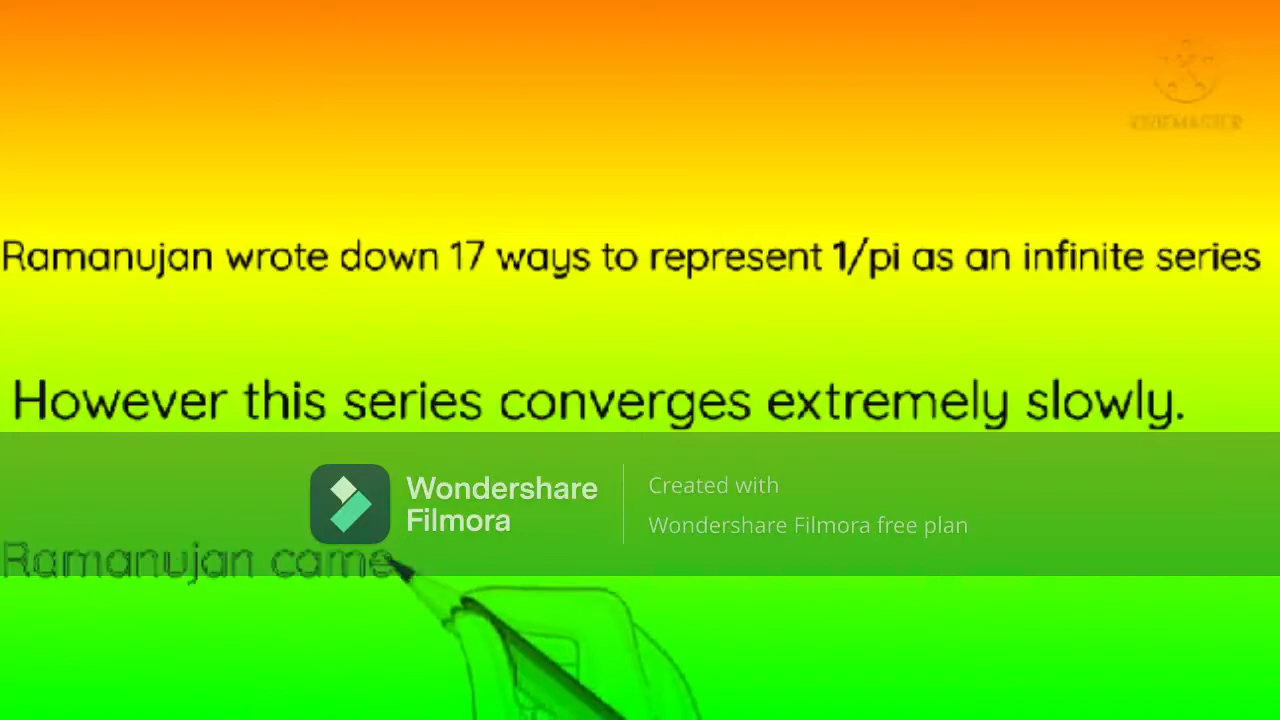 KINEMASTER
Ramanujan wrote down 17 ways to represent 1/pi as an infinite series
However this series converges extremely slowly.
Wondershare
Filmora
Created with
Wondershare Filmora free plan
Ramanujan came